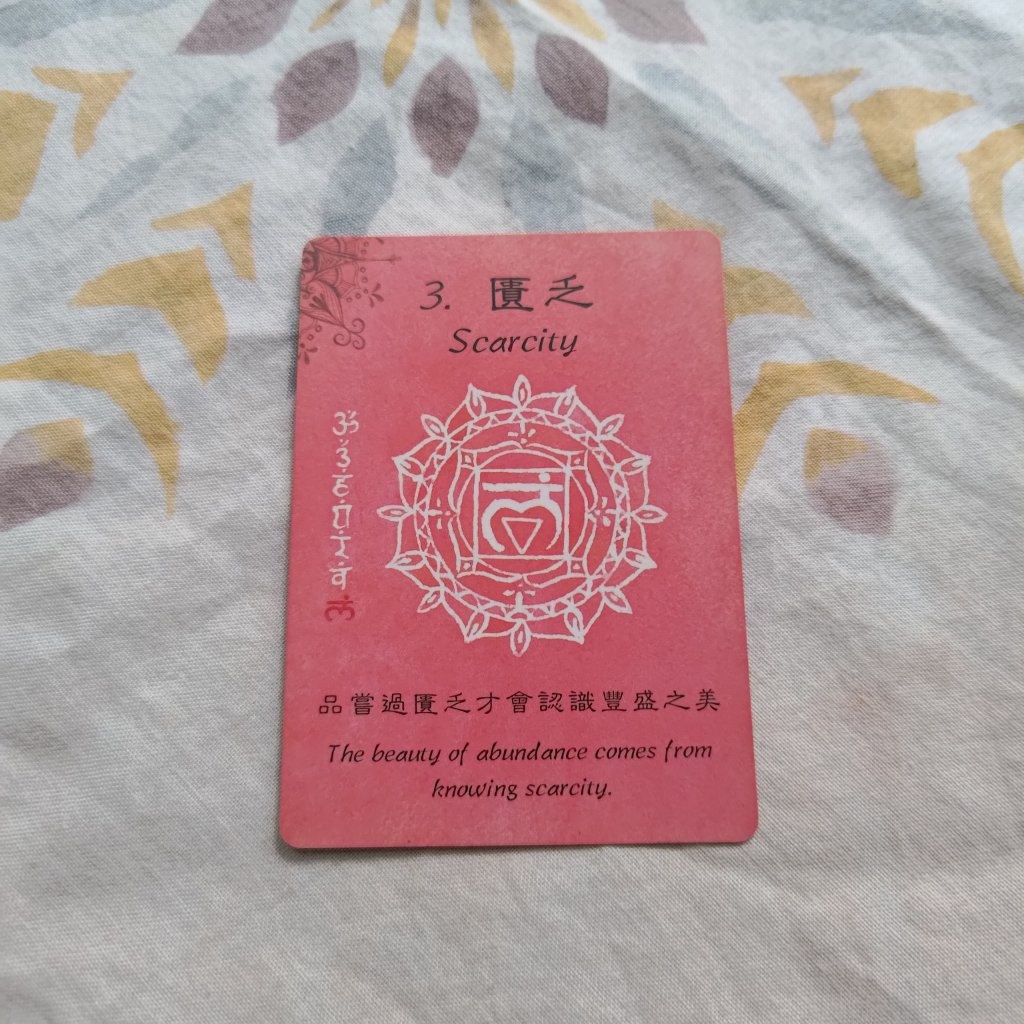 3. 匱乏
Scarcity
ॐ
लं
品嘗過匱乏才會認識豐盛之美
The beauty of abundance comes from
knowing scarcity.